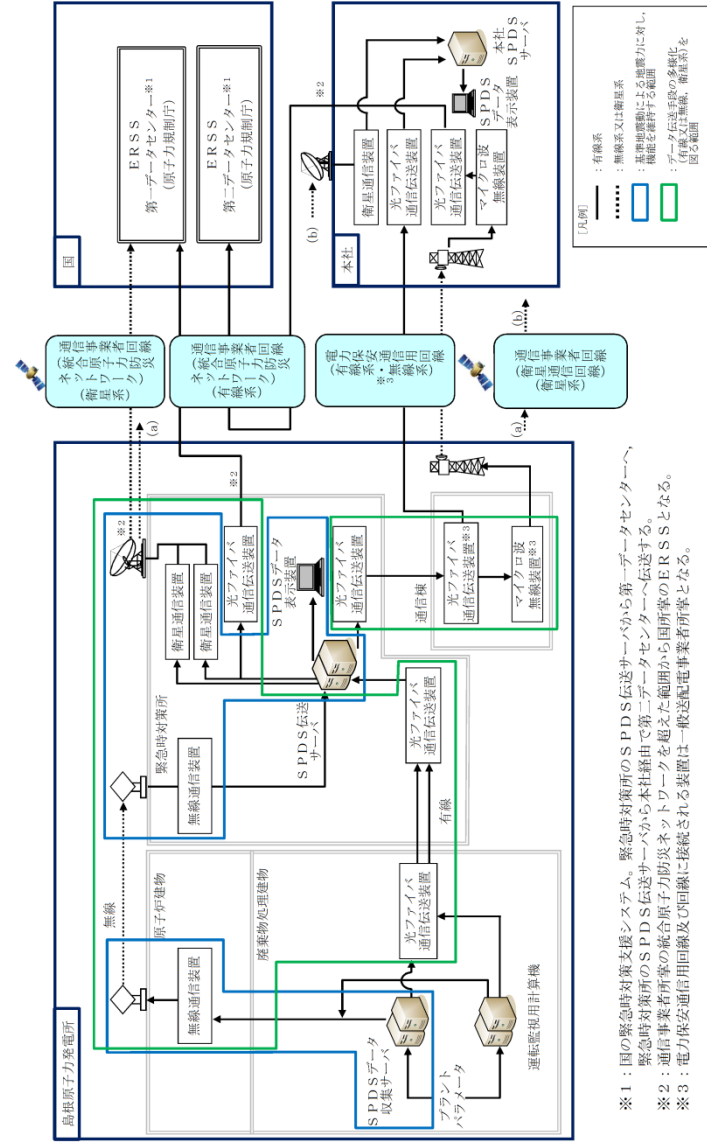 島根原子力発電所
原子炉建物
無線
無線通信装置
廃棄物処理建物
SPDSデータ
収集サーバ
プラント
パラメータ
運転監視用計算機
光ファイバ
通信伝送装置
有線
緊急時対策所
無線通信装置
SPDS伝送
サーバ
光ファイバ
通信伝送装置
※2
衛星通信装置
衛星通信装置
光ファイバ
通信伝送装置
※2
SPDSデータ
表示装置
光ファイバ
通信伝送装置
通信棟
光ファイバ
通信伝送装置※3
マイクロ波
無線装置※3
(a)
通信事業者回線
(統合原子力防災
ネットワーク)
(衛星系)
通信事業者回線
(統合原子力防災
ネットワーク)
(有線系)
電力保安通信用回線
(有線系・無線系)
※3
(a)
通信事業者回線
(衛星通信回線)
(衛星系)
(b)
国
ERSS
第一データセンター※1
(原子力規制庁)
ERSS
第二データセンター※1
(原子力規制庁)
※2
本社
(b)
衛星通信装置
光ファイバ
通信伝送装置
光ファイバ
通信伝送装置
マイクロ波
無線装置
本社
SPDS
サーバ
SPDS
データ
表示装置
[凡例]
:有線系
:無線系又は衛星系
:基準地震動による地震力に対し,
機能を維持する範囲
:データ伝送手段の多様化
(有線又は無線,衛星系)を
図る範囲
※1:国の緊急時対策支援システム。緊急時対策所のSPDS伝送サーバから第一データセンターへ,
緊急時対策所のSPDS伝送サーバから本社経由で第二データセンターへ伝送する。
※2:通信事業者所掌の統合原子力防災ネットワークを超えた範囲から国所掌のERSSとなる。
※3:電力保安通信用回線及び回線に接続される装置は一般送配電事業者所掌となる。